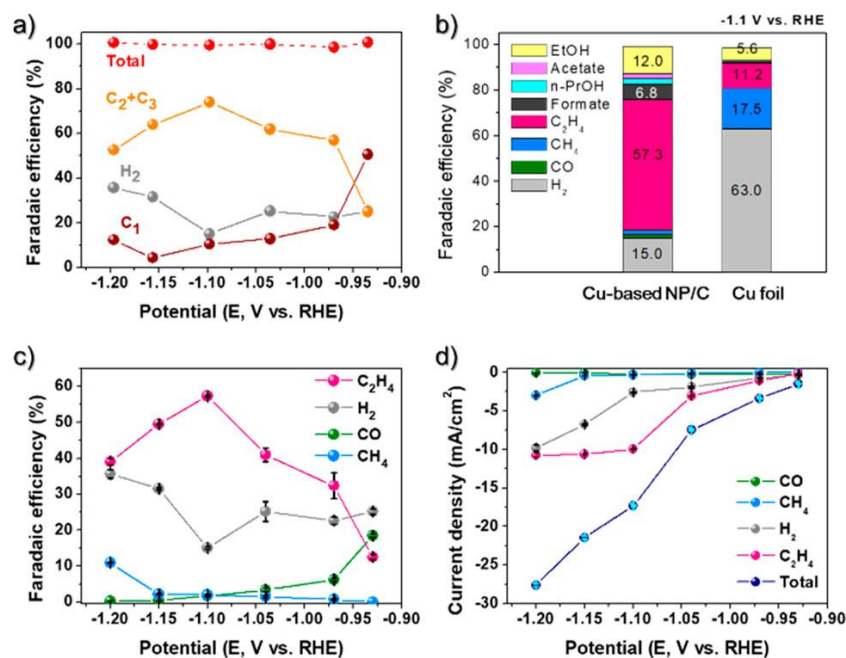 a)
Faradaic efficiency (%)
100
80
60
40
20
0
Total
C₂+C₃
H₂
C₁
-1.20 -1.15 -1.10 -1.05 -1.00 -0.95 -0.90
Potential (E, V vs. RHE)
b)
-1.1 V vs. RHE
Faradaic efficiency (%)
100
80
60
40
20
0
EtOH
Acetate
n-PrOH
Formate
C₂H₄
CH₄
CO
H₂
12.0
6.8
57.3
15.0
5.6
11.2
17.5
63.0
Cu-based NP/C Cu foil
c)
Faradaic efficiency (%)
60
50
40
30
20
10
0
C₂H₄
H₂
CO
CH₄
-1.20 -1.15 -1.10 -1.05 -1.00 -0.95 -0.90
Potential (E, V vs. RHE)
d)
Current density (mA/cm²)
0
-5
-10
-15
-20
-25
-30
CO
CH₄
H₂
C₂H₄
Total
-1.20 -1.15 -1.10 -1.05 -1.00 -0.95 -0.90
Potential (E, V vs. RHE)